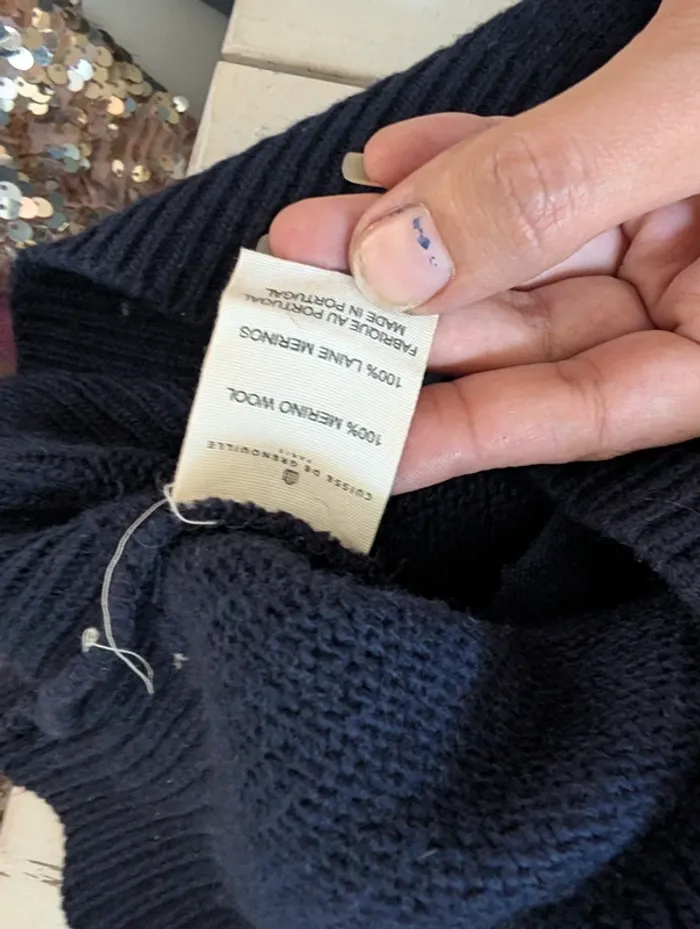 CUISSE DE GRENOUILLE
PARIS
100% MERINO WOOL
100% LAINE MERINOS
FABRIQUE AU PORTUGAL
MADE IN PORTUGAL